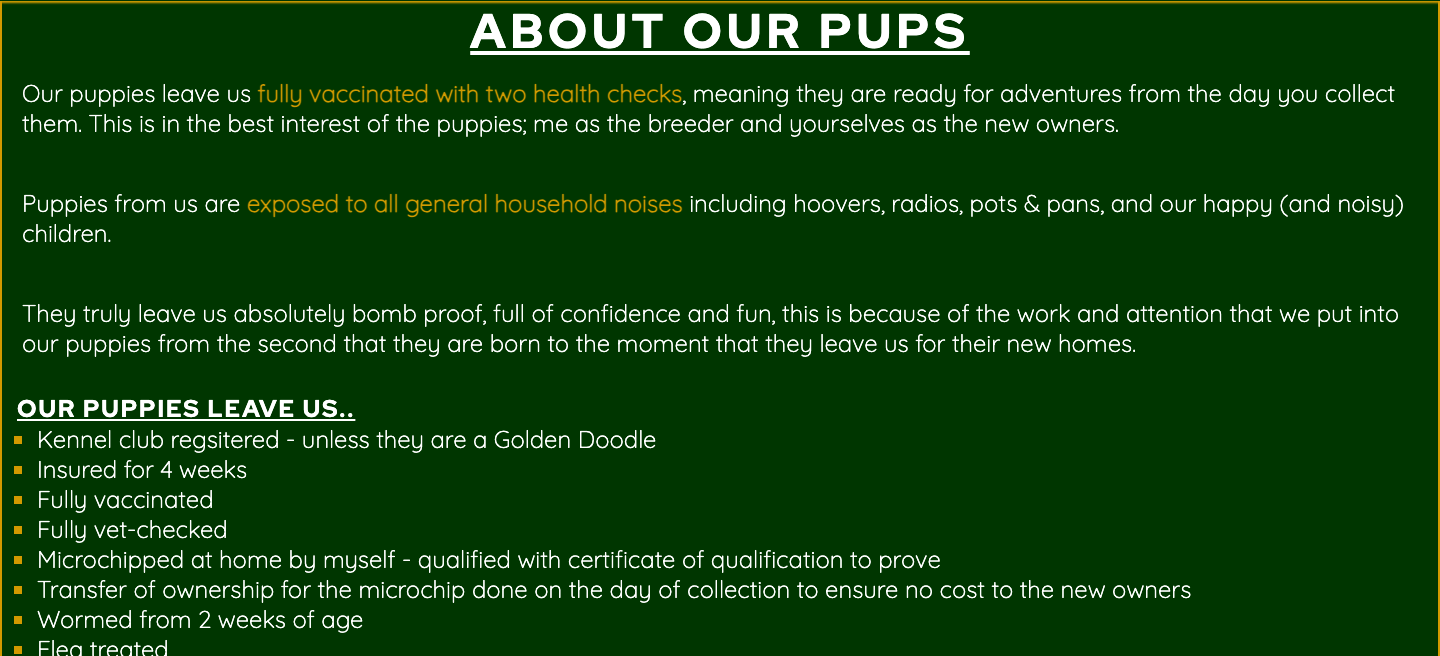 ABOUT OUR PUPS
Our puppies leave us fully vaccinated with two health checks, meaning they are ready for adventures from the day you collect
them. This is in the best interest of the puppies; me as the breeder and yourselves as the new owners.
Puppies from us are exposed to all general household noises including hoovers, radios, pots & pans, and our happy (and noisy)
children.
They truly leave us absolutely bomb proof, full of confidence and fun, this is because of the work and attention that we put into
our puppies from the second that they are born to the moment that they leave us for their new homes.
OUR PUPPIES LEAVE US..
Kennel club regsitered - unless they are a Golden Doodle
Insured for 4 weeks
Fully vaccinated
Fully vet-checked
Microchipped at home by myself - qualified with certificate of qualification to prove
Transfer of ownership for the microchip done on the day of collection to ensure no cost to the new owners
Wormed from 2 weeks of age
Flea treated